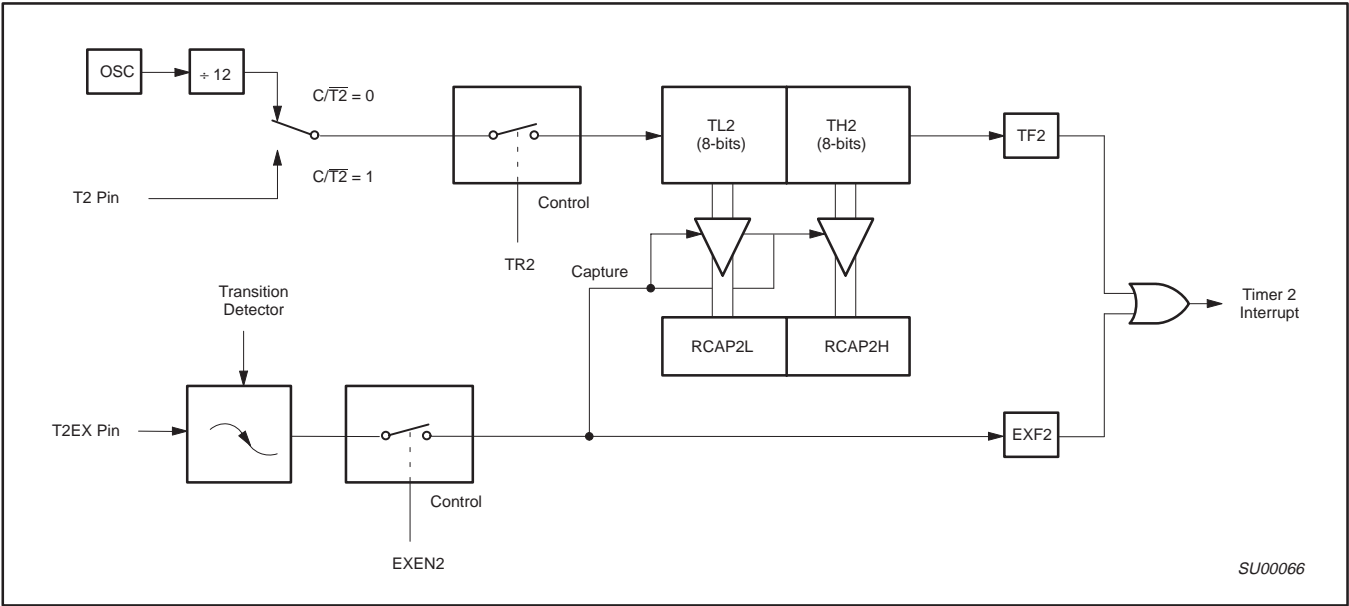 OSC
÷ 12
C/T2 = 0
C/T2 = 1
T2 Pin
Control
TR2
TL2
(8-bits)
TH2
(8-bits)
TF2
Capture
Transition
Detector
RCAP2L
RCAP2H
Timer 2
Interrupt
T2EX Pin
Control
EXEN2
EXF2
SU00066